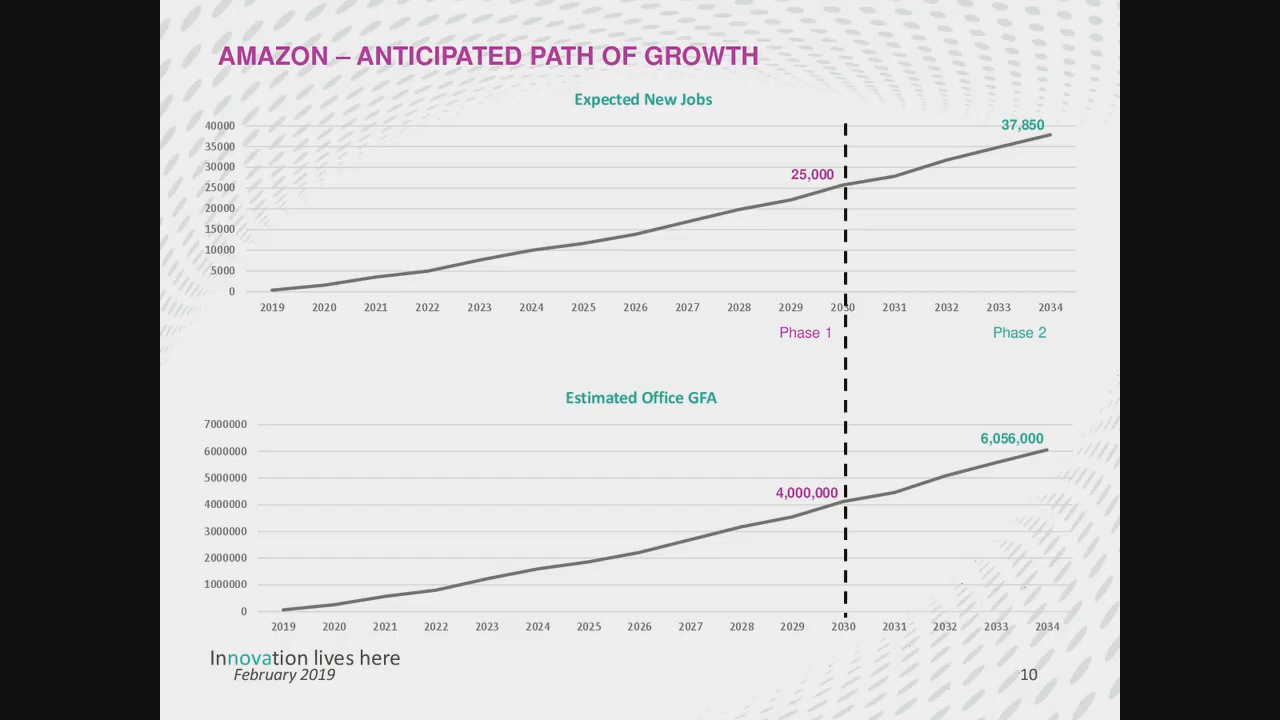 AMAZON – ANTICIPATED PATH OF GROWTH
Expected New Jobs
40000
35000
30000
25000
20000
15000
10000
5000
0
37,850
25,000
2019 2020 2021 2022 2023 2024 2025 2026 2027 2028 2029 2030 2031 2032 2033 2034
Phase 1 Phase 2
Estimated Office GFA
7000000
6000000
5000000
4000000
3000000
2000000
1000000
0
6,056,000
4,000,000
2019 2020 2021 2022 2023 2024 2025 2026 2027 2028 2029 2030 2031 2032 2033 2034
Innovation lives here
February 2019
10